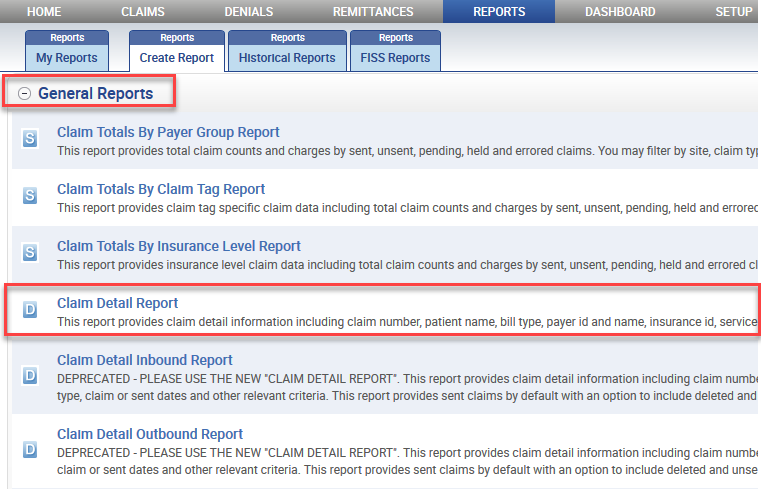 HOME CLAIMS DENIALS REMITTANCES REPORTS DASHBOARD SETUP
Reports Reports Reports Reports
My Reports Create Report Historical Reports FISS Reports
General Reports
S
Claim Totals By Payer Group Report
This report provides total claim counts and charges by sent, unsent, pending, held and errored claims. You may filter by site, claim typ
S
Claim Totals By Claim Tag Report
This report provides claim tag specific claim data including total claim counts and charges by sent, unsent, pending, held and errored
S
Claim Totals By Insurance Level Report
This report provides insurance level claim data including total claim counts and charges by sent, unsent, pending, held and errored cl
D
Claim Detail Report
This report provides claim detail information including claim number, patient name, bill type, payer id and name, insurance id, service
D
Claim Detail Inbound Report
DEPRECATED - PLEASE USE THE NEW "CLAIM DETAIL REPORT". This report provides claim detail information including claim numbe
type, claim or sent dates and other relevant criteria. This report provides sent claims by default with an option to include deleted and
D
Claim Detail Outbound Report
DEPRECATED - PLEASE USE THE NEW "CLAIM DETAIL REPORT". This report provides claim detail information including claim numbe
claim or sent dates and other relevant criteria. This report provides sent claims by default with an option to include deleted and unse